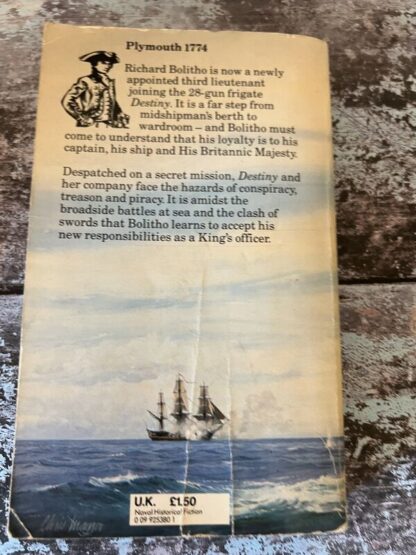 Plymouth 1774
Richard Bolitho is now a newly
appointed third lieutenant
joining the 28-gun frigate
Destiny. It is a far step from
midshipman's berth to
wardroom – and Bolitho must
come to understand that his loyalty is to his
captain, his ship and His Britannic Majesty.
Despatched on a secret mission, Destiny and
her company face the hazards of conspiracy,
treason and piracy. It is amidst the
broadside battles at sea and the clash of
swords that Bolitho learns to accept his
new responsibilities as a King's officer.
U.K. £1.50
Naval Historical Fiction
0 09 925380 1
Chris Mayger